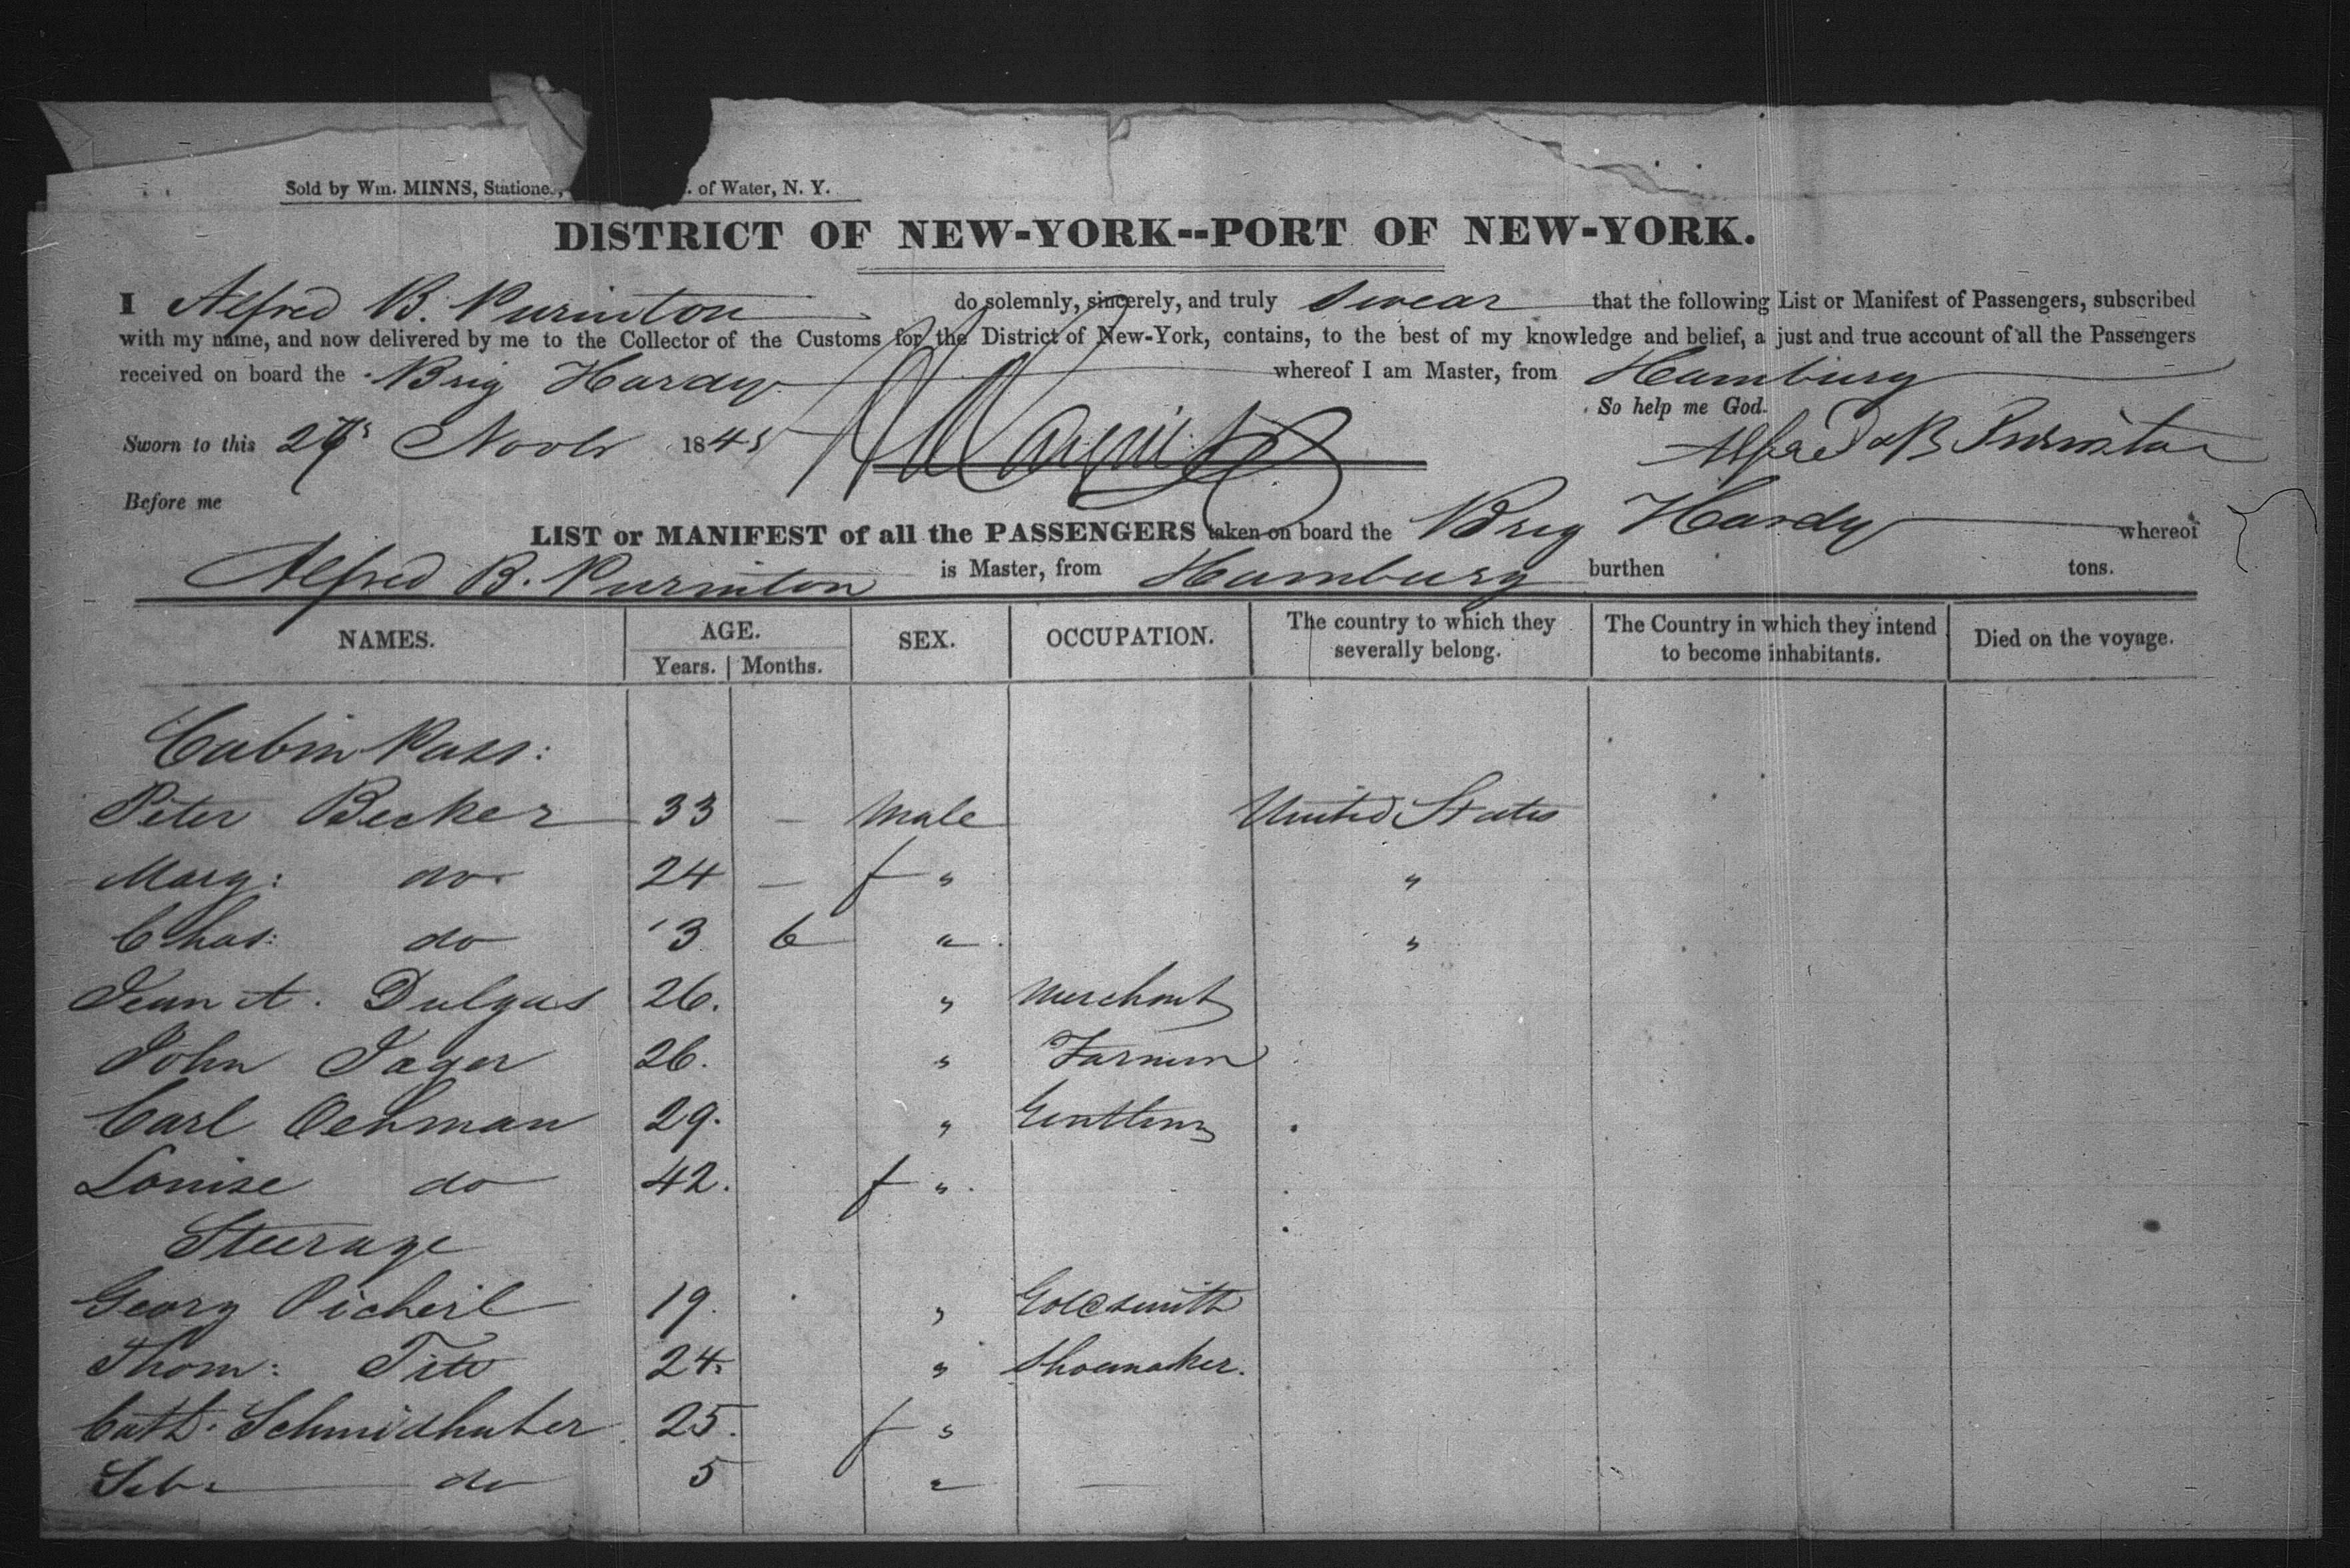 Sold by Wm. MINNS, Statione , of Water, N. Y.
DISTRICT OF NEW-YORK--PORT OF NEW-YORK.
I Alfred B. Purinton do solemnly, sincerely, and truly swear that the following List or Manifest of Passengers, subscribed
with my name, and now delivered by me to the Collector of the Customs for the District of New-York, contains, to the best of my knowledge and belief, a just and true account of all the Passengers
received on board the Brig Hardy whereof I am Master, from Hamburg
So help me God.
Sworn to this Novbr 1845 Alfred B Purinton
Before me
LIST or MANIFEST of all the PASSENGERS taken on board the Brig Hardy whereof
Alfred B. Purinton is Master, from Hamburg burthen tons.
NAMES. AGE. Years. Months. SEX. OCCUPATION. The country to which they severally belong. The Country in which they intend to become inhabitants. Died on the voyage.
Cabin Pass:
Peter Becker 33 — Male United States
Marg: do 24 — f " "
Chas: do 3 6 " "
Jean A. Dalgas 26. " Merchant
John Jager 26. " Farmer
Carl Oehman 29. " Gentlem
Louise do 42. f "
Steerage
Georg Picheil 19. " Goldsmith
Thom: 24. " Shoemaker.
Cath. Schmidhuber 25. f "
Seb. do 5 " —